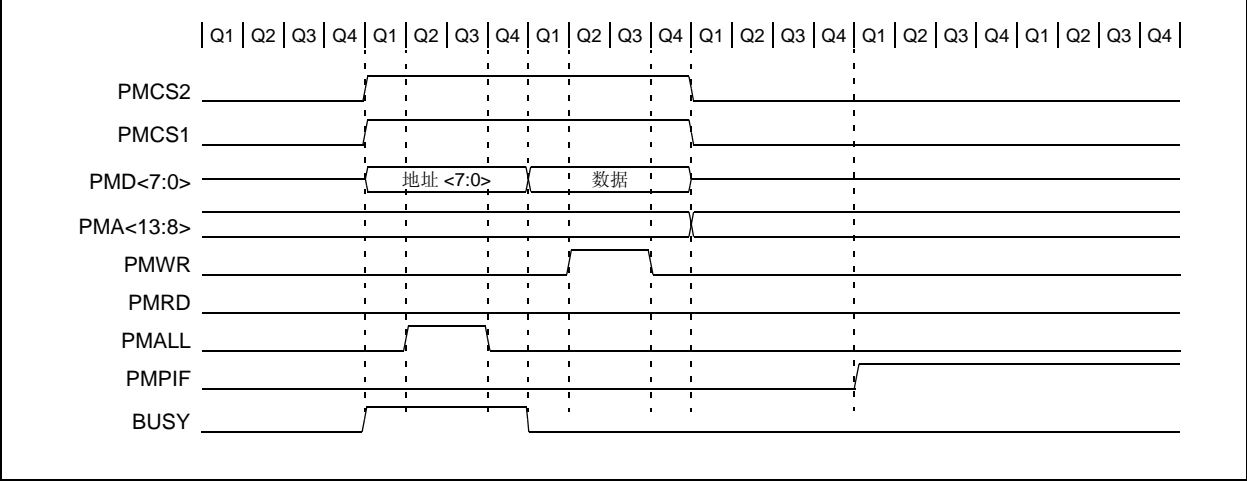 Q1 Q2 Q3 Q4 Q1 Q2 Q3 Q4 Q1 Q2 Q3 Q4 Q1 Q2 Q3 Q4 Q1 Q2 Q3 Q4 Q1 Q2 Q3 Q4
PMCS2
PMCS1
PMD<7:0> 地址 <7:0> 数据
PMA<13:8>
PMWR
PMRD
PMALL
PMPIF
BUSY